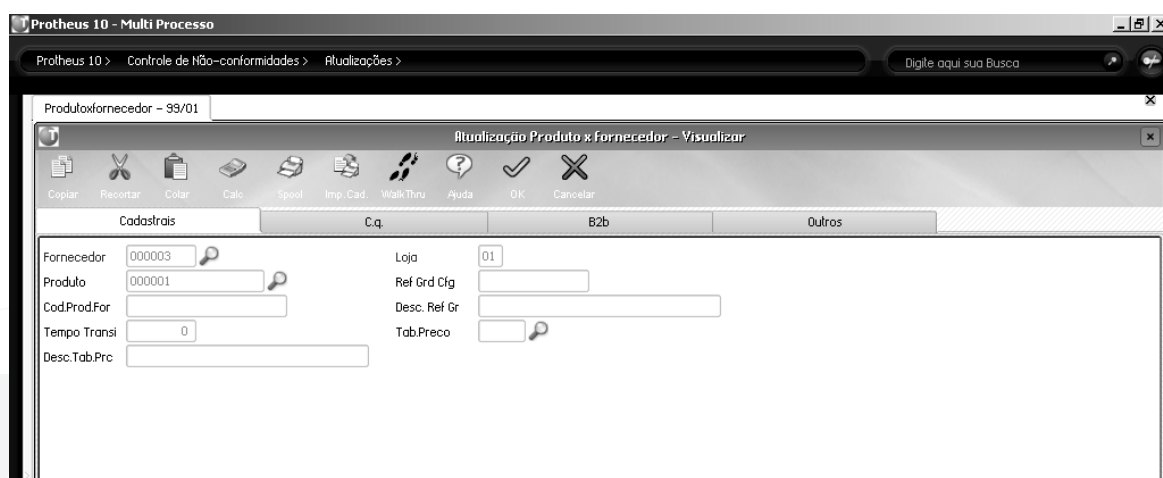 Protheus 10 - Multi Processo
Protheus 10 > Controle de Não-conformidades > Atualizações >
Digite aqui sua Busca
Produtoxfornecedor - 99/01
Atualização Produto x Fornecedor - Visualizar
Copiar Recortar Colar Calc Spool Imp.Cad. WalkThru Ajuda OK Cancelar
Cadastrais C.q. B2b Outros
Fornecedor 000003 Loja 01
Produto 000001 Ref Grd Cfg
Cod.Prod.For Desc. Ref Gr
Tempo Transi 0 Tab.Preco
Desc.Tab.Prc